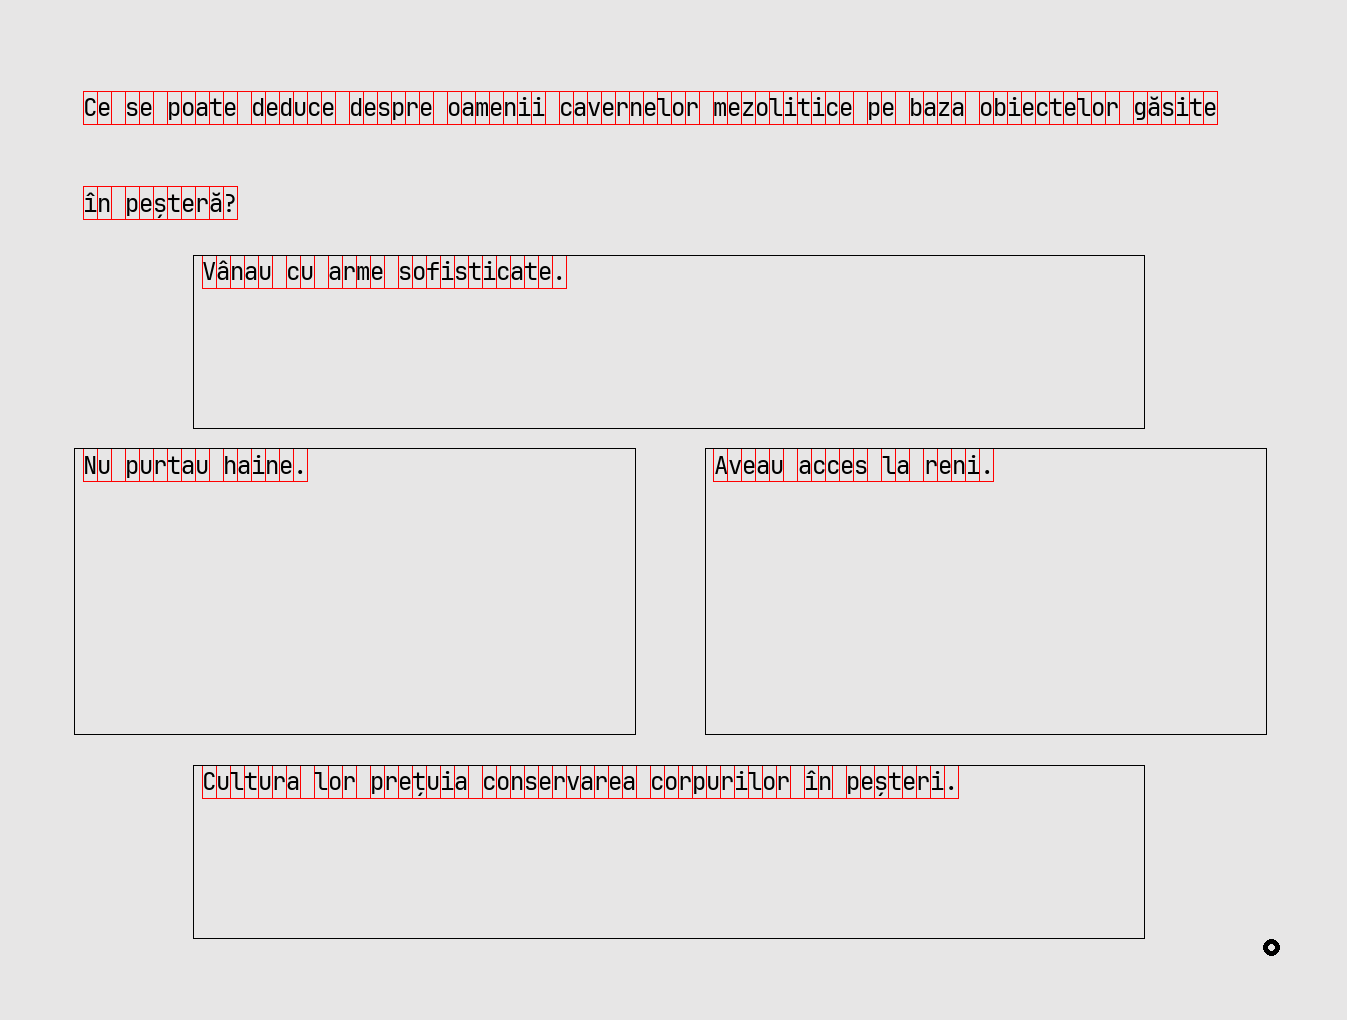 Ce se poate deduce despre oamenii cavernelor mezolitice pe baza obiectelor găsite
în peșteră?
Vânau cu arme sofisticate.
Nu purtau haine.
Aveau acces la reni.
Cultura lor prețuia conservarea corpurilor în peșteri.